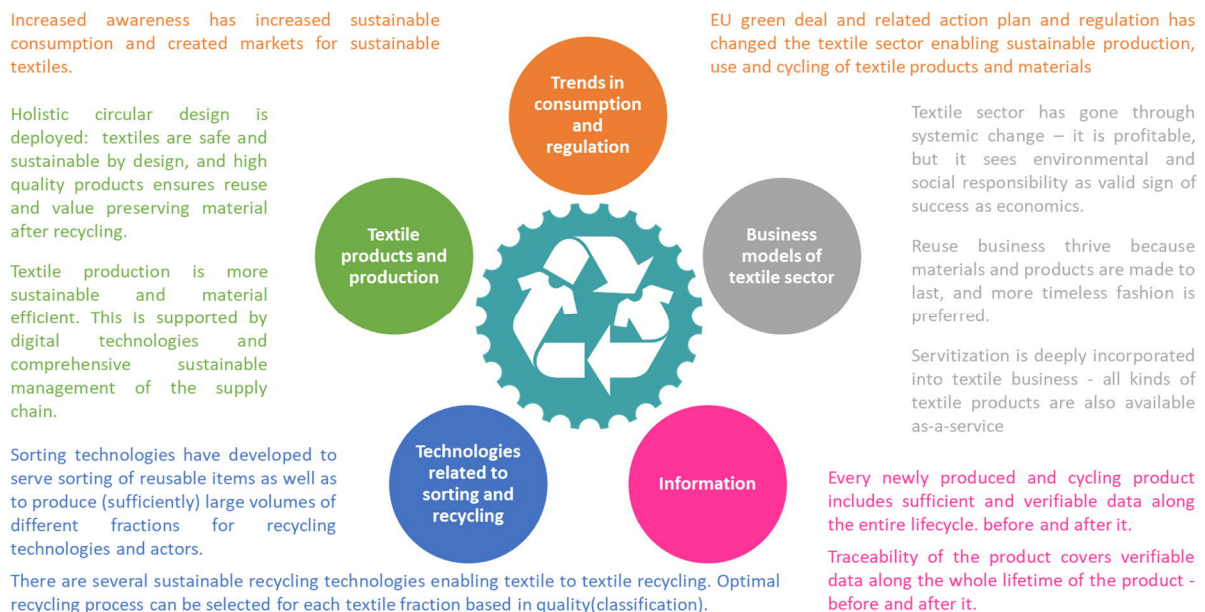 Increased awareness has increased sustainable
consumption and created markets for sustainable
textiles.
EU green deal and related action plan and regulation has
changed the textile sector enabling sustainable production,
use and cycling of textile products and materials
Trends in
consumption
and
regulation
Holistic circular design is
deployed: textiles are safe and
sustainable by design, and high
quality products ensures reuse
and value preserving material
after recycling.
Textile production is more
sustainable and material
efficient. This is supported by
digital technologies and
comprehensive sustainable
management of the supply
chain.
Textile
products and
production
Business
models of
textile sector
Textile sector has gone through
systemic change – it is profitable,
but it sees environmental and
social responsibility as valid sign of
success as economics.
Reuse business thrive because
materials and products are made to
last, and more timeless fashion is
preferred.
Servitization is deeply incorporated
into textile business - all kinds of
textile products are also available
as-a-service
Sorting technologies have developed to
serve sorting of reusable items as well as
to produce (sufficiently) large volumes of
different fractions for recycling
technologies and actors.
There are several sustainable recycling technologies enabling textile to textile recycling. Optimal
recycling process can be selected for each textile fraction based in quality(classification).
Technologies
related to
sorting and
recycling
Information
Every newly produced and cycling product
includes sufficient and verifiable data along
the entire lifecycle. before and after it.
Traceability of the product covers verifiable
data along the whole lifetime of the product -
before and after it.